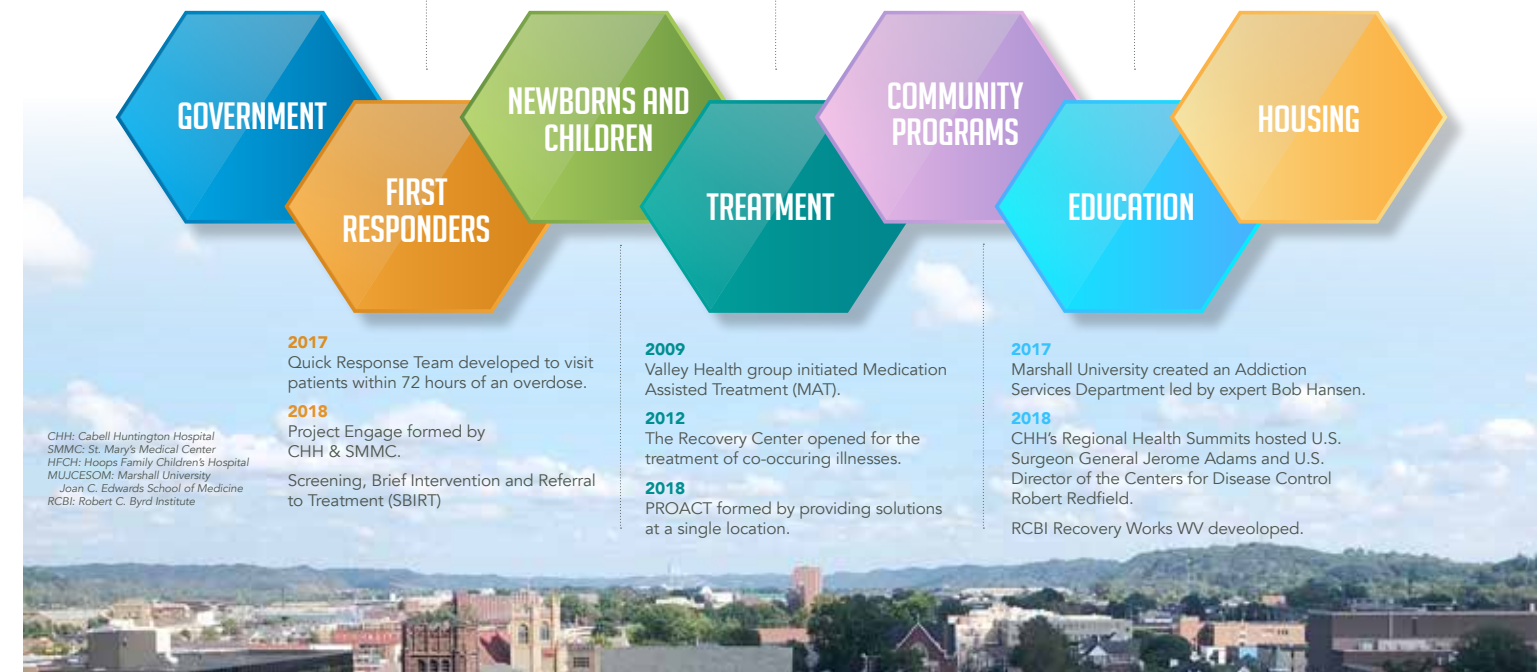 GOVERNMENT
FIRST
RESPONDERS
NEWBORNS AND
CHILDREN
TREATMENT
COMMUNITY
PROGRAMS
EDUCATION
HOUSING
CHH: Cabell Huntington Hospital
SMMC: St. Mary's Medical Center
HFCH: Hoops Family Children's Hospital
MUJCESOM: Marshall University
Joan C. Edwards School of Medicine
RCBI: Robert C. Byrd Institute
2017
Quick Response Team developed to visit
patients within 72 hours of an overdose.
2018
Project Engage formed by
CHH & SMMC.
Screening, Brief Intervention and Referral
to Treatment (SBIRT)
2009
Valley Health group initiated Medication
Assisted Treatment (MAT).
2012
The Recovery Center opened for the
treatment of co-occuring illnesses.
2018
PROACT formed by providing solutions
at a single location.
2017
Marshall University created an Addiction
Services Department led by expert Bob Hansen.
2018
CHH's Regional Health Summits hosted U.S.
Surgeon General Jerome Adams and U.S.
Director of the Centers for Disease Control
Robert Redfield.
RCBI Recovery Works WV deveoloped.